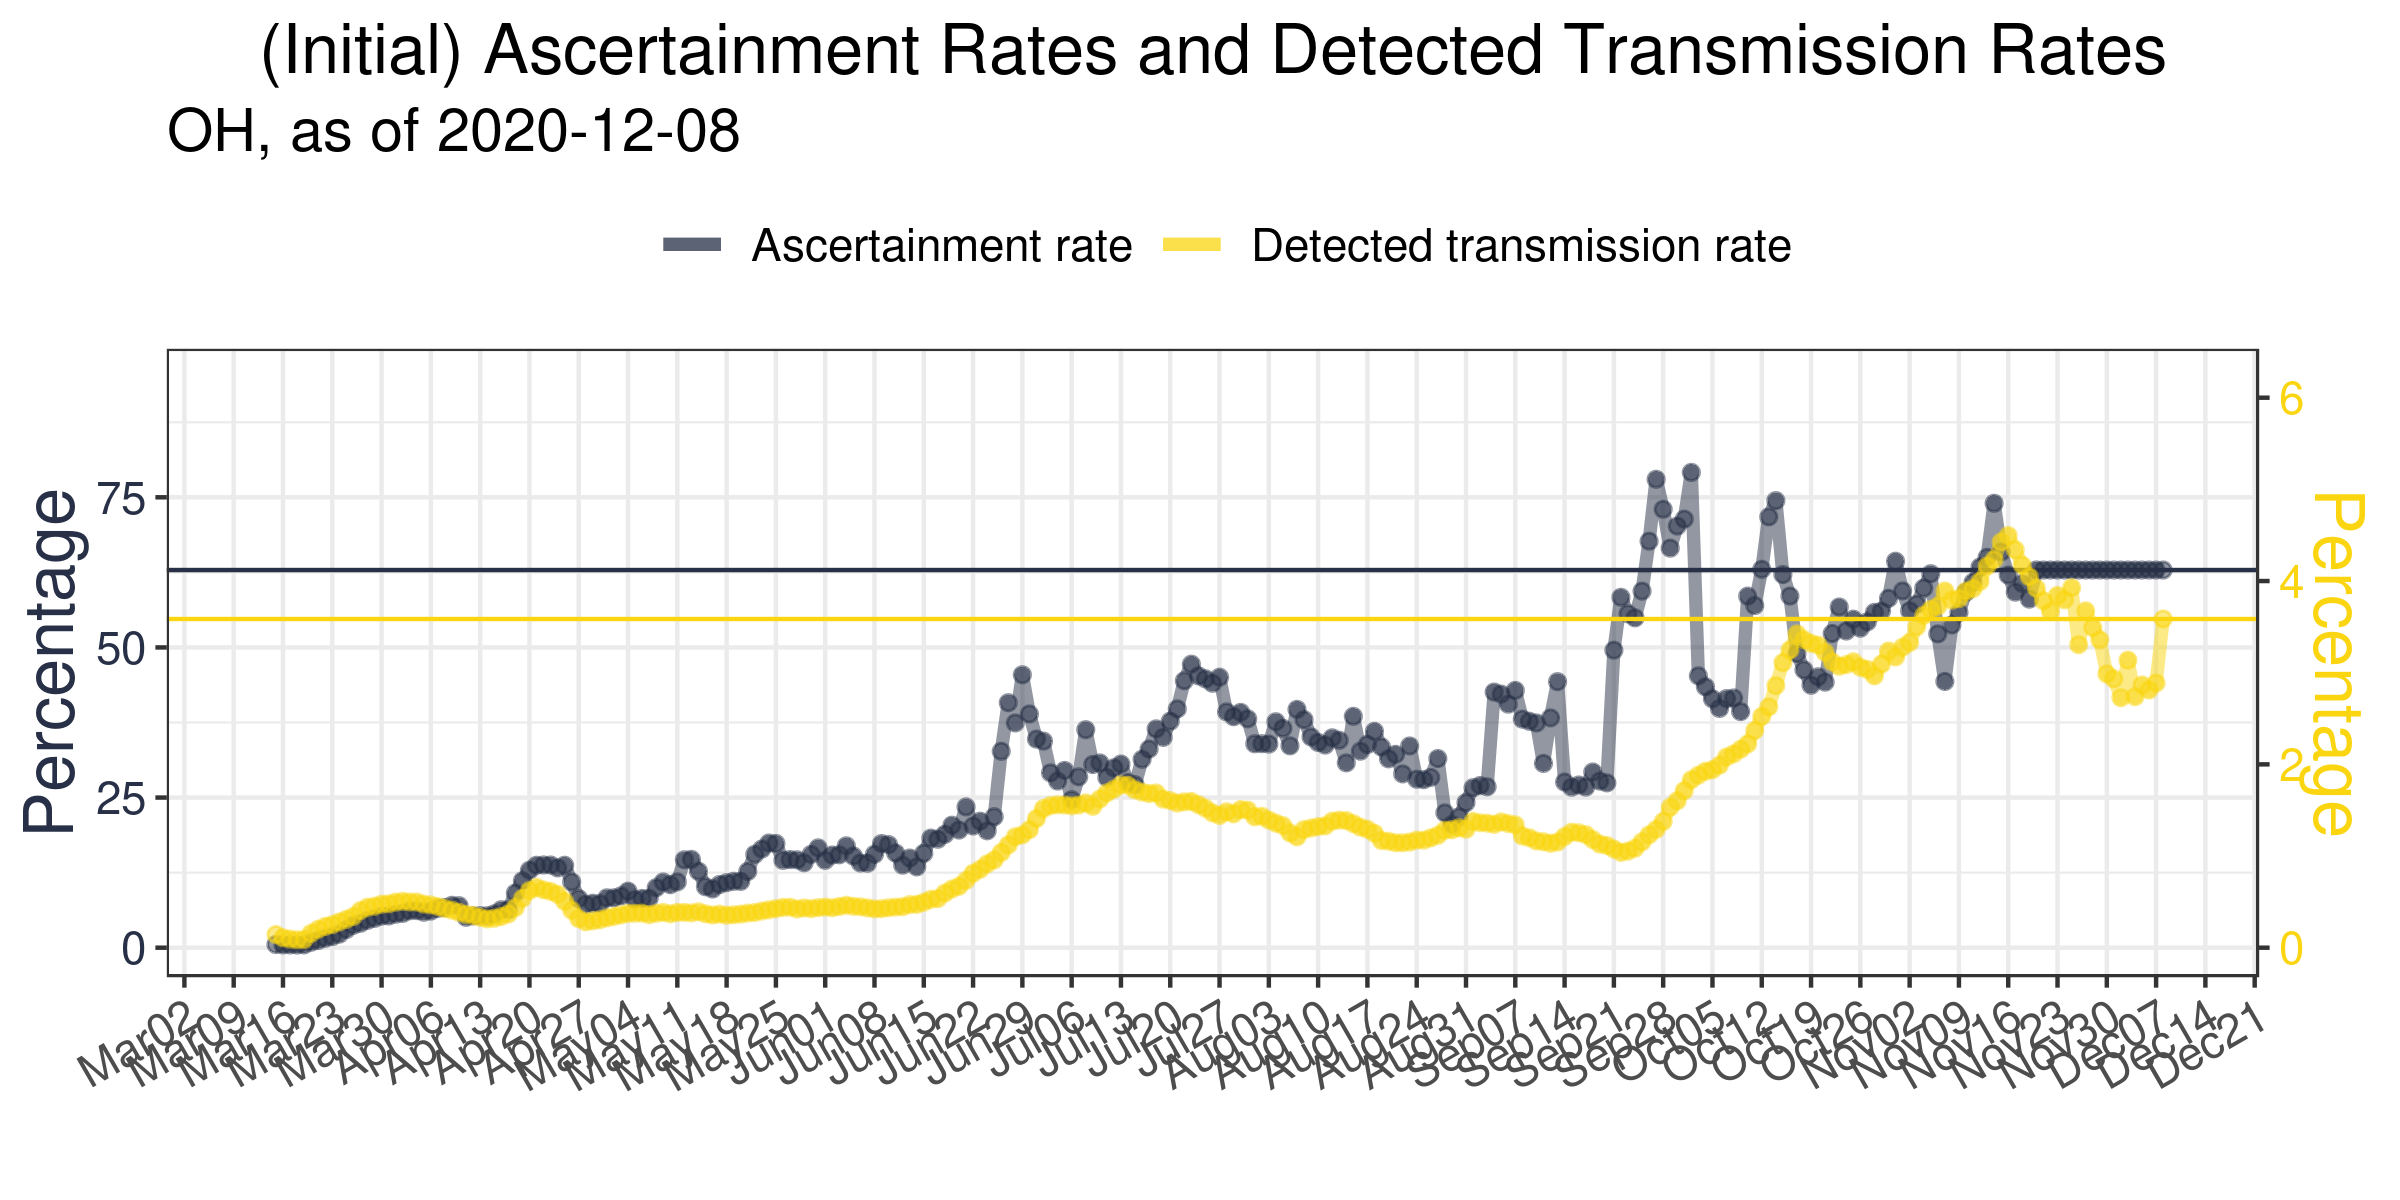 (Initial) Ascertainment Rates and Detected Transmission Rates
OH, as of 2020-12-08
Ascertainment rate
Detected transmission rate
Percentage
75
50
25
0
6
4
2
0
Percentage
Mar02
Mar09
Mar16
Mar23
Mar30
Apr06
Apr13
Apr20
Apr27
May04
May11
May18
May25
Jun01
Jun08
Jun15
Jun22
Jun29
Jul06
Jul13
Jul20
Jul27
Aug03
Aug10
Aug17
Aug24
Aug31
Sep07
Sep14
Sep21
Sep28
Oct05
Oct12
Oct19
Oct26
Nov02
Nov09
Nov16
Nov23
Nov30
Dec07
Dec14
Dec21